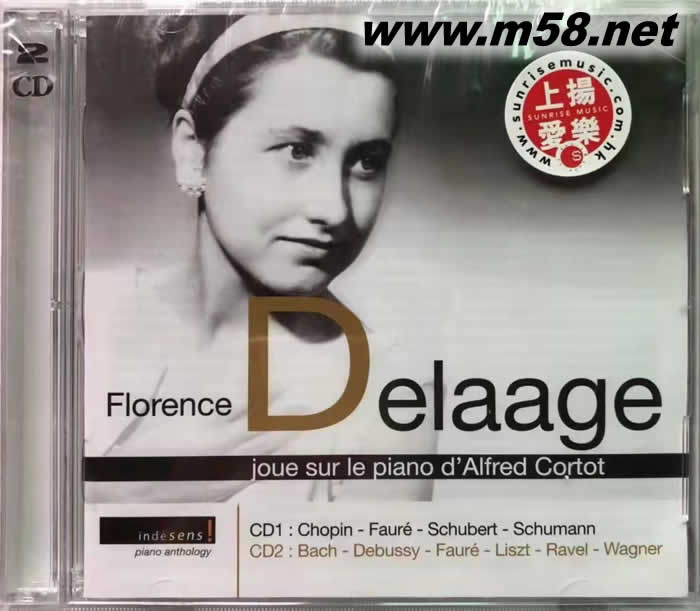 www.m58.net
2
CD
www.sunrisemusic.com.hk
上揚
SUNRISE MUSIC
愛樂
S
Florence Delaage
joue sur le piano d'Alfred Cortot
indésens!
piano anthology
CD1 : Chopin - Fauré - Schubert - Schumann
CD2 : Bach - Debussy - Fauré - Liszt - Ravel - Wagner